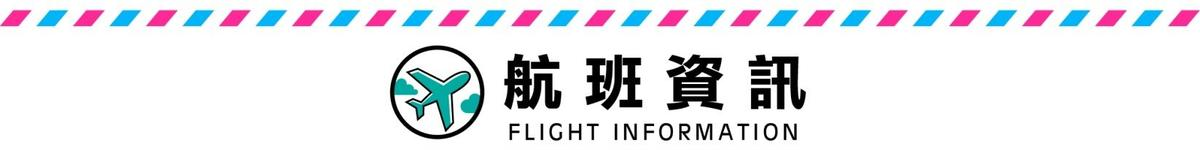 航班資訊
FLIGHT INFORMATION